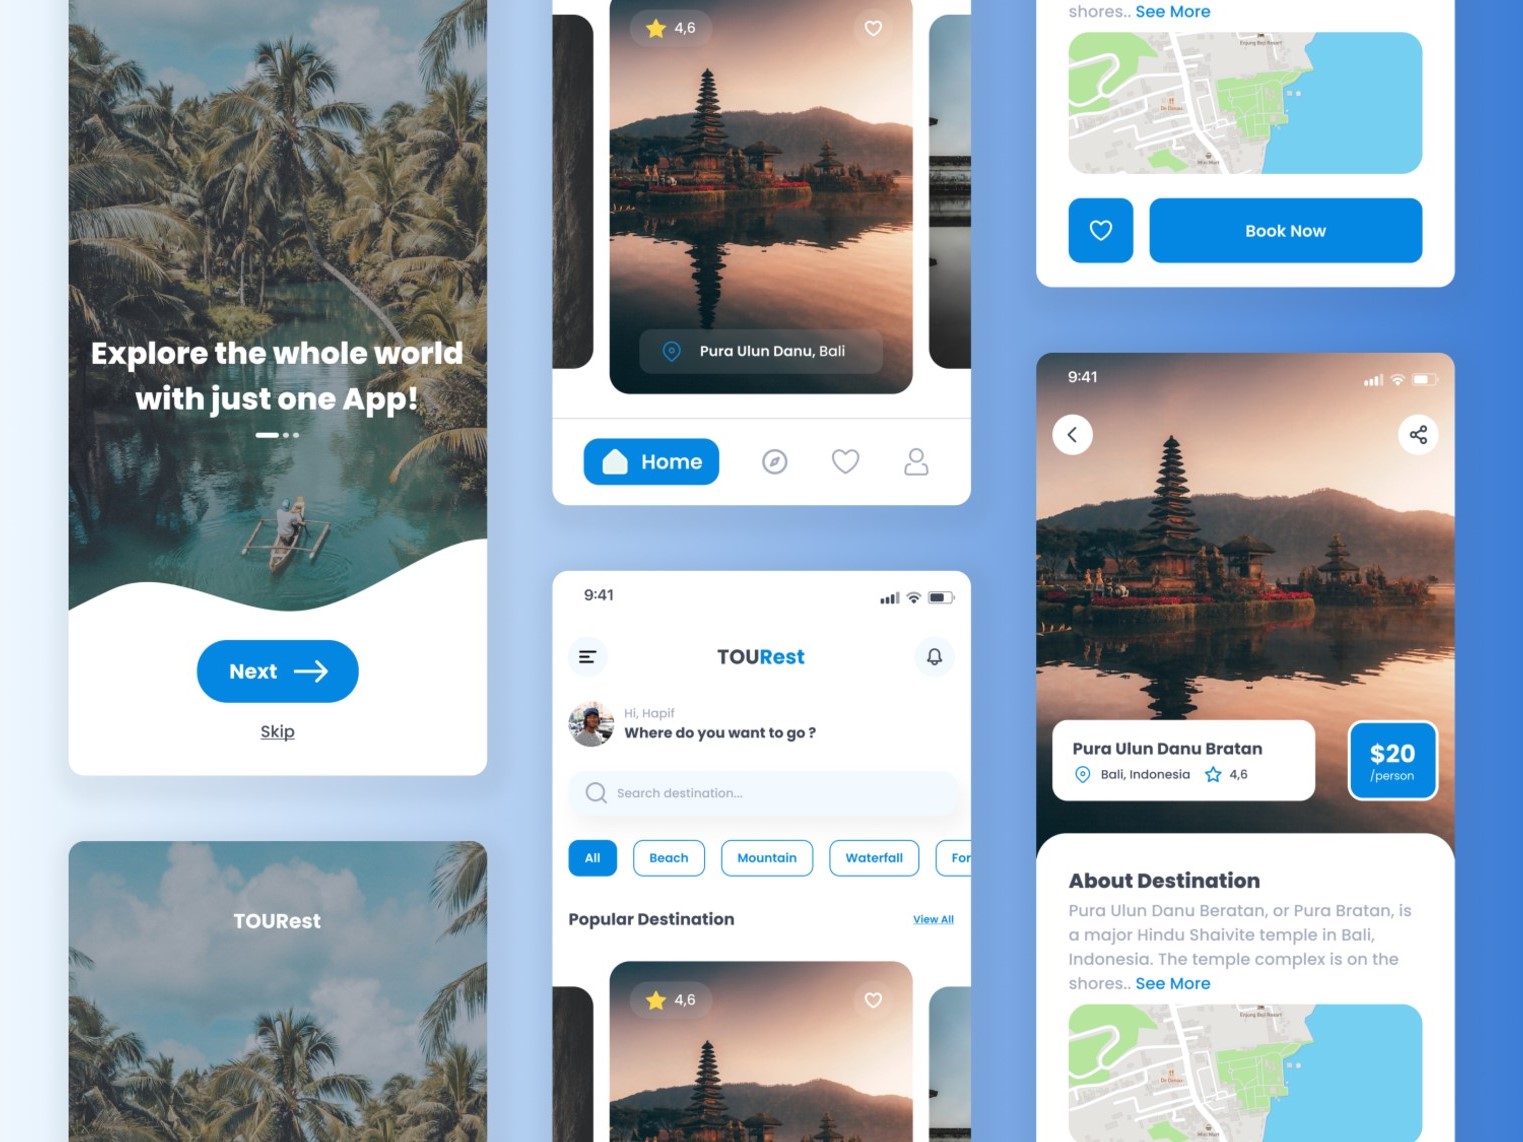 Explore the whole world
with just one App!
Next
Skip
TOURest
4,6
Pura Ulun Danu, Bali
Home
9:41
TOURest
Hi, Hapif
Where do you want to go ?
Search destination...
All
Beach
Mountain
Waterfall
For
Popular Destination
View All
4,6
shores.. See More
Book Now
9:41
Pura Ulun Danu Bratan
Bali, Indonesia
4,6
$20
/person
About Destination
Pura Ulun Danu Beratan, or Pura Bratan, is
a major Hindu Shaivite temple in Bali,
Indonesia. The temple complex is on the
shores.. See More